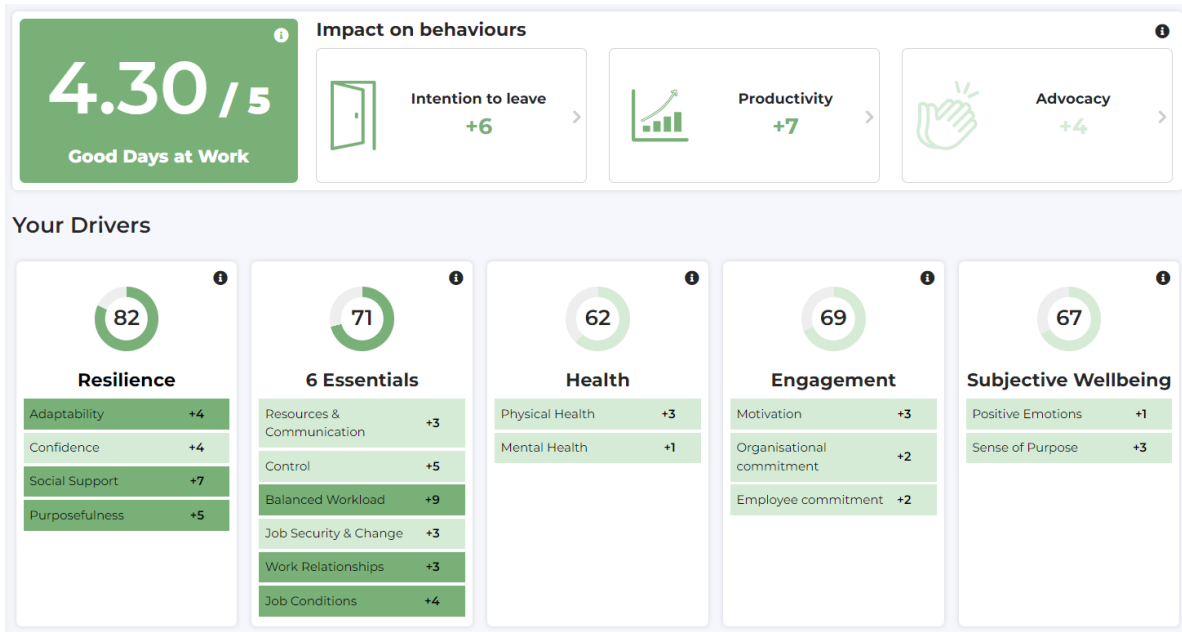 4.30 / 5
Good Days at Work
Impact on behaviours
Intention to leave
+6
Productivity
+7
Advocacy
+4
Your Drivers
82
Resilience
Adaptability +4
Confidence +4
Social Support +7
Purposefulness +5
71
6 Essentials
Resources &
Communication +3
Control +5
Balanced Workload +9
Job Security & Change +3
Work Relationships +3
Job Conditions +4
62
Health
Physical Health +3
Mental Health +1
69
Engagement
Motivation +3
Organisational
commitment +2
Employee commitment +2
67
Subjective Wellbeing
Positive Emotions +1
Sense of Purpose +3